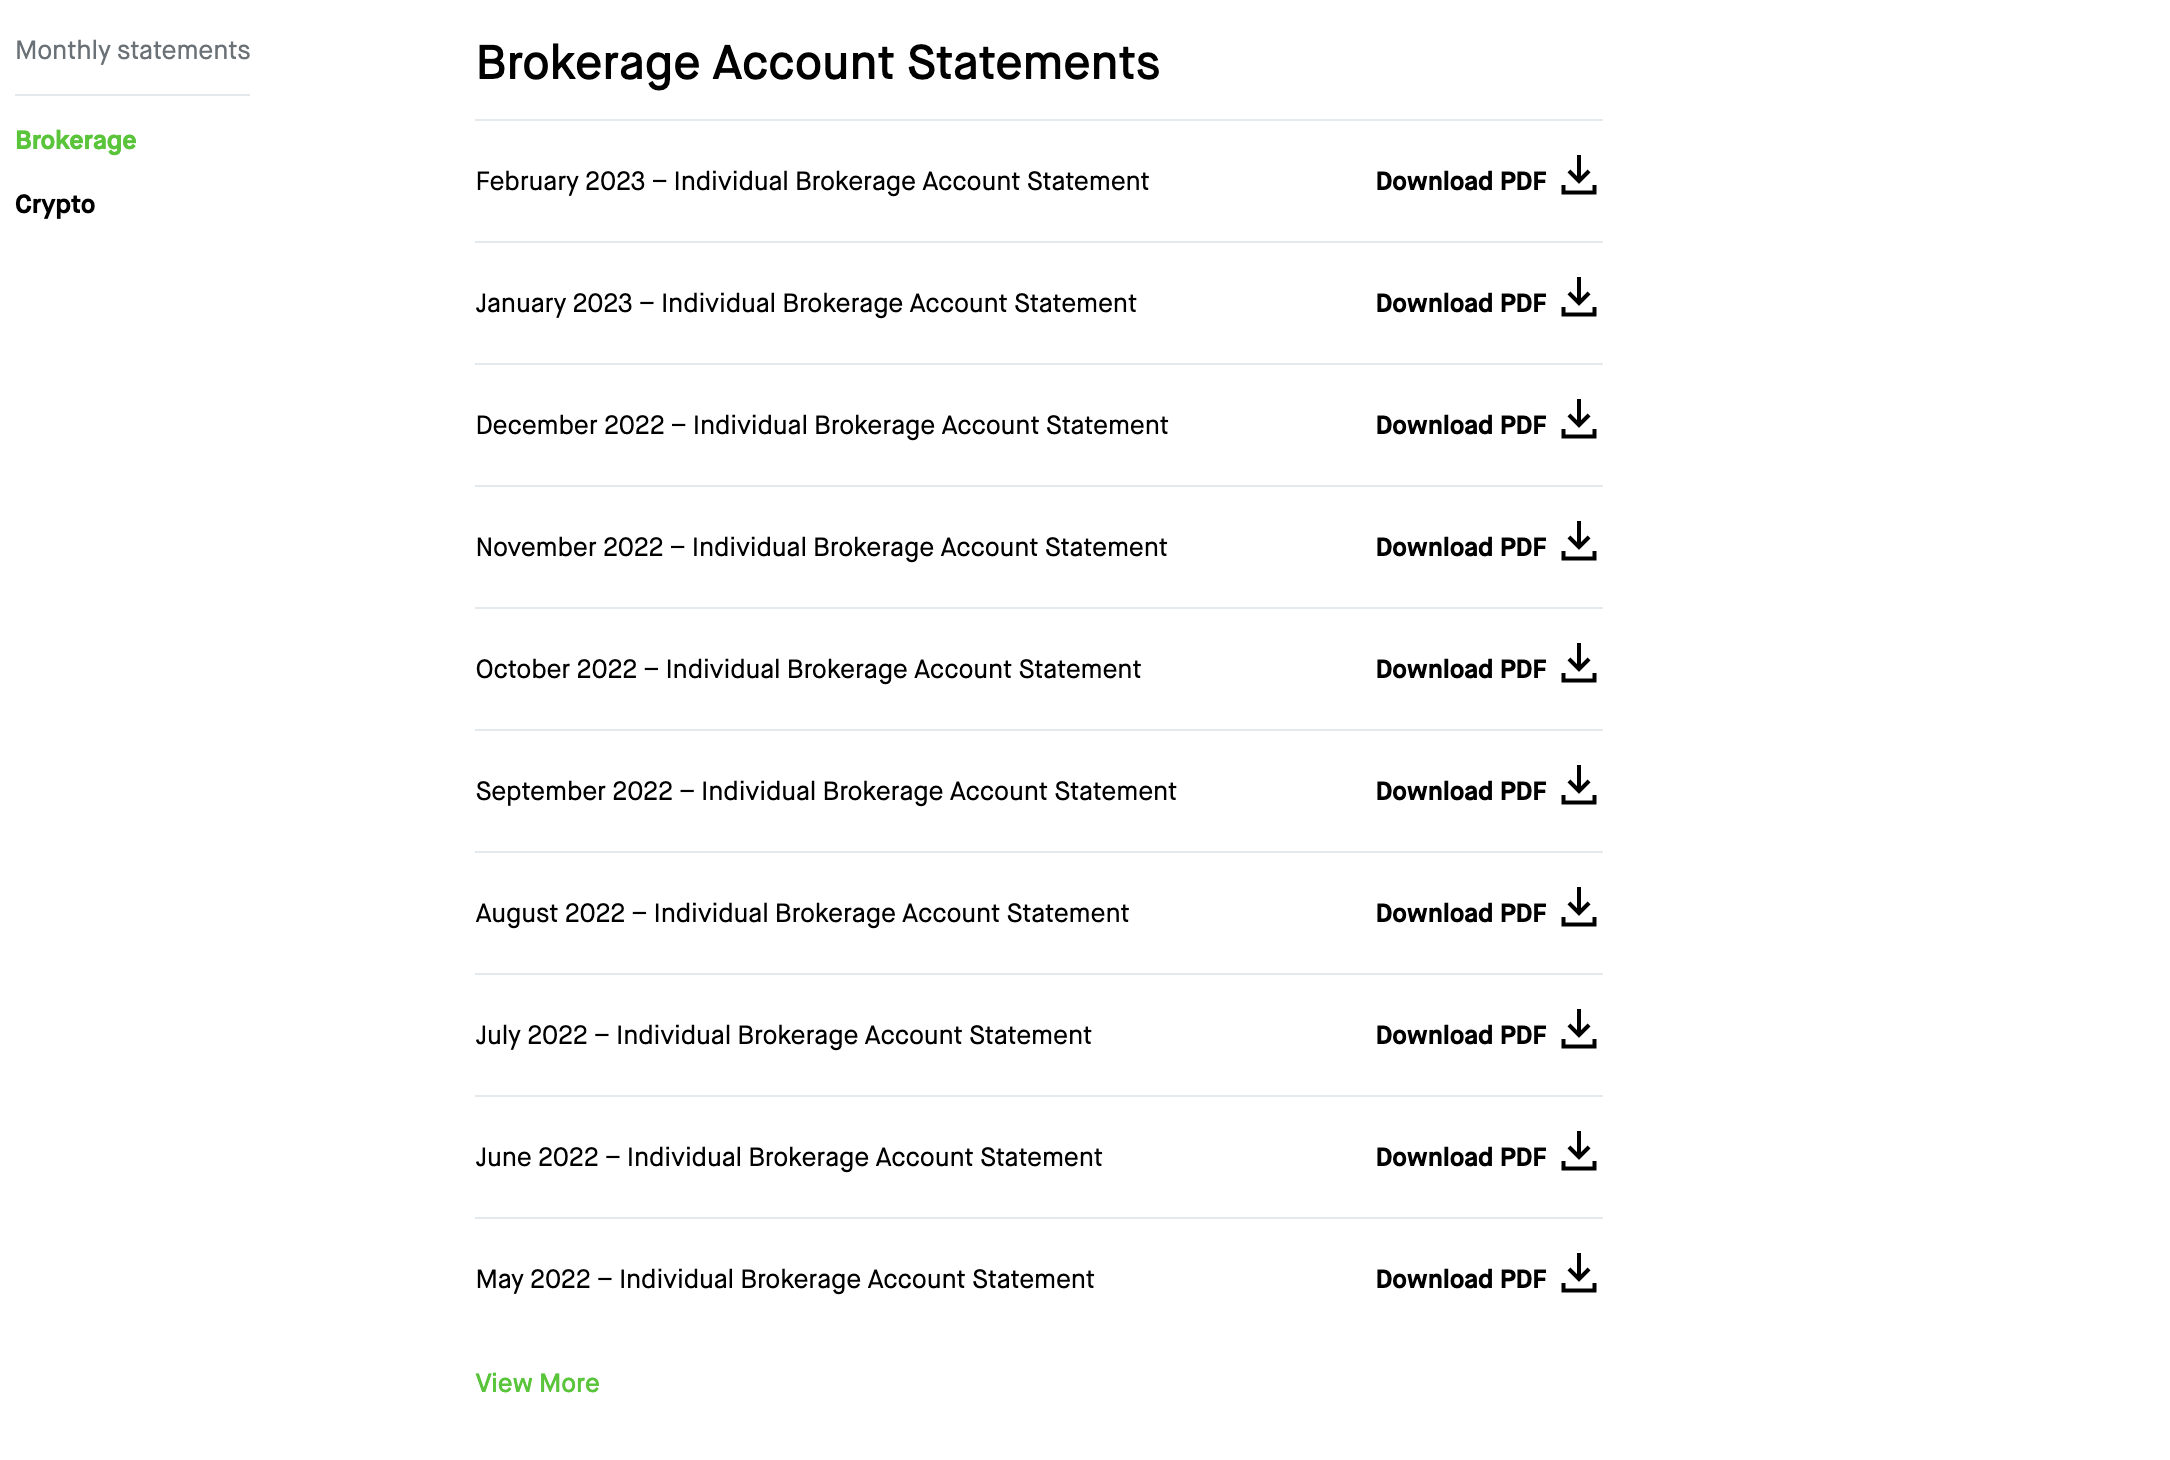 Monthly statements
Brokerage
Crypto
Brokerage Account Statements
February 2023 – Individual Brokerage Account Statement Download PDF
January 2023 – Individual Brokerage Account Statement Download PDF
December 2022 – Individual Brokerage Account Statement Download PDF
November 2022 – Individual Brokerage Account Statement Download PDF
October 2022 – Individual Brokerage Account Statement Download PDF
September 2022 – Individual Brokerage Account Statement Download PDF
August 2022 – Individual Brokerage Account Statement Download PDF
July 2022 – Individual Brokerage Account Statement Download PDF
June 2022 – Individual Brokerage Account Statement Download PDF
May 2022 – Individual Brokerage Account Statement Download PDF
View More